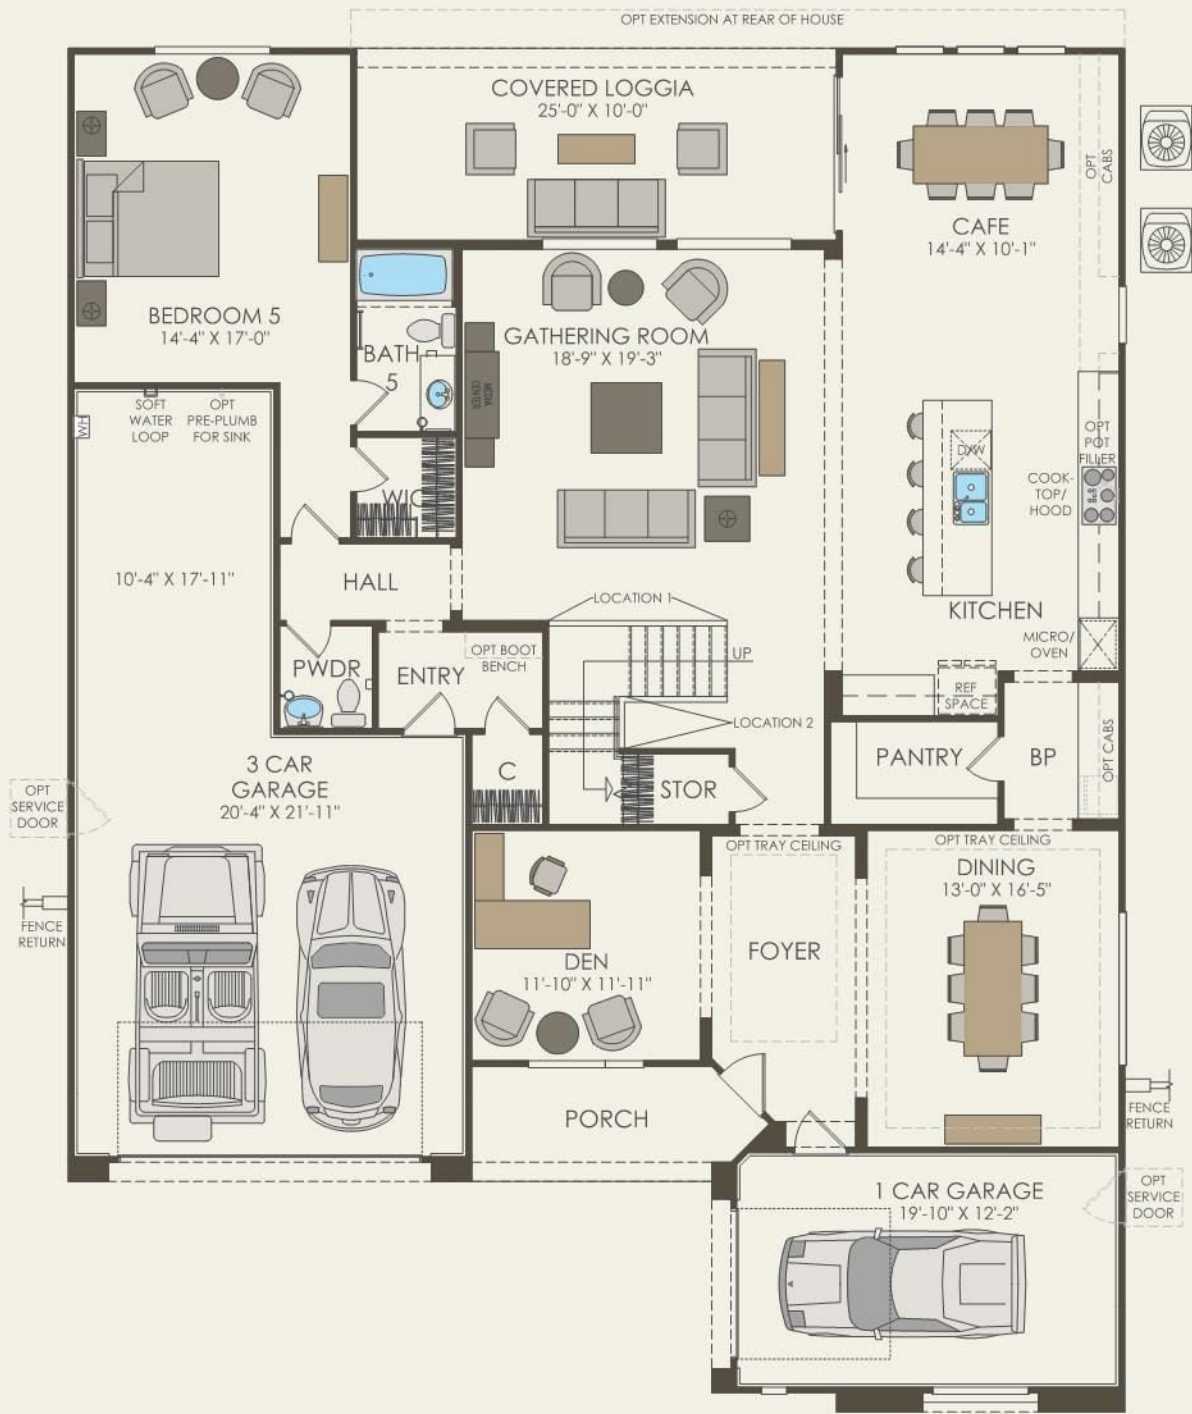 OPT EXTENSION AT REAR OF HOUSE
COVERED LOGGIA
25'-0" X 10'-0"
OPT
CABS
CAFE
14'-4" X 10'-1"
BEDROOM 5
14'-4" X 17'-0"
BATH
5
GATHERING ROOM
18'-9" X 19'-3"
MEDIA
CENTER
WH
SOFT
WATER
LOOP
OPT
PRE-PLUMB
FOR SINK
OPT
POT
FILLER
D/W
COOK-
TOP/
HOOD
WIC
10'-4" X 17'-11"
HALL
LOCATION 1
KITCHEN
MICRO/
OVEN
OPT BOOT
BENCH
UP
PWDR
ENTRY
REF
SPACE
LOCATION 2
3 CAR
GARAGE
20'-4" X 21'-11"
C
STOR
PANTRY
BP
OPT CABS
OPT
SERVICE
DOOR
OPT TRAY CEILING
OPT TRAY CEILING
DINING
13'-0" X 16'-5"
FENCE
RETURN
DEN
11'-10" X 11'-11"
FOYER
PORCH
FENCE
RETURN
1 CAR GARAGE
19'-10" X 12'-2"
OPT
SERVICE
DOOR